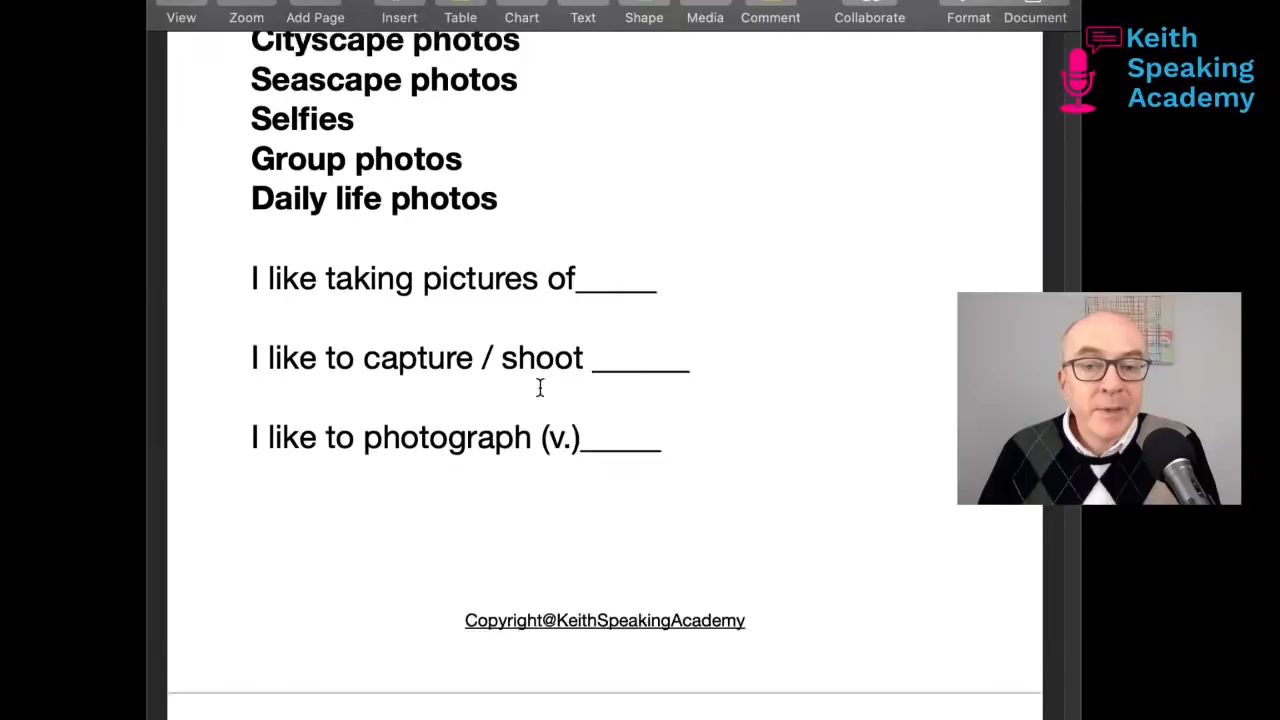 View Zoom Add Page Insert Table Chart Text Shape Media Comment Collaborate Format Document
Keith
Speaking
Academy
Cityscape photos
Seascape photos
Selfies
Group photos
Daily life photos
I like taking pictures of_____
I like to capture / shoot ______
I like to photograph (v.)_____
Copyright@KeithSpeakingAcademy